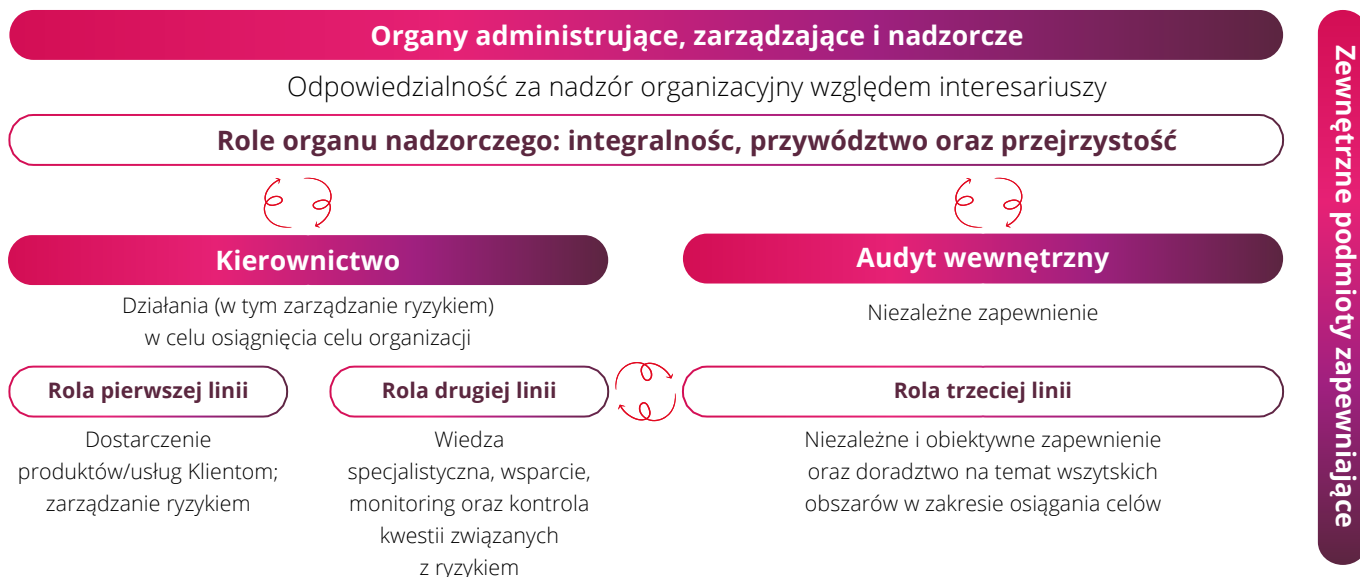 Organy administrujące, zarządzające i nadzorcze
Odpowiedzialność za nadzór organizacyjny względem interesariuszy
Role organu nadzorczego: integralnośc, przywództwo oraz przejrzystość
Kierownictwo
Działania (w tym zarządzanie ryzykiem)
w celu osiągnięcia celu organizacji
Rola pierwszej linii
Dostarczenie
produktów/usług Klientom;
zarządzanie ryzykiem
Rola drugiej linii
Wiedza
specjalistyczna, wsparcie,
monitoring oraz kontrola
kwestii związanych
z ryzykiem
Audyt wewnętrzny
Niezależne zapewnienie
Rola trzeciej linii
Niezależne i obiektywne zapewnienie
oraz doradztwo na temat wszytskich
obszarów w zakresie osiągania celów
Zewnętrzne podmioty zapewniające